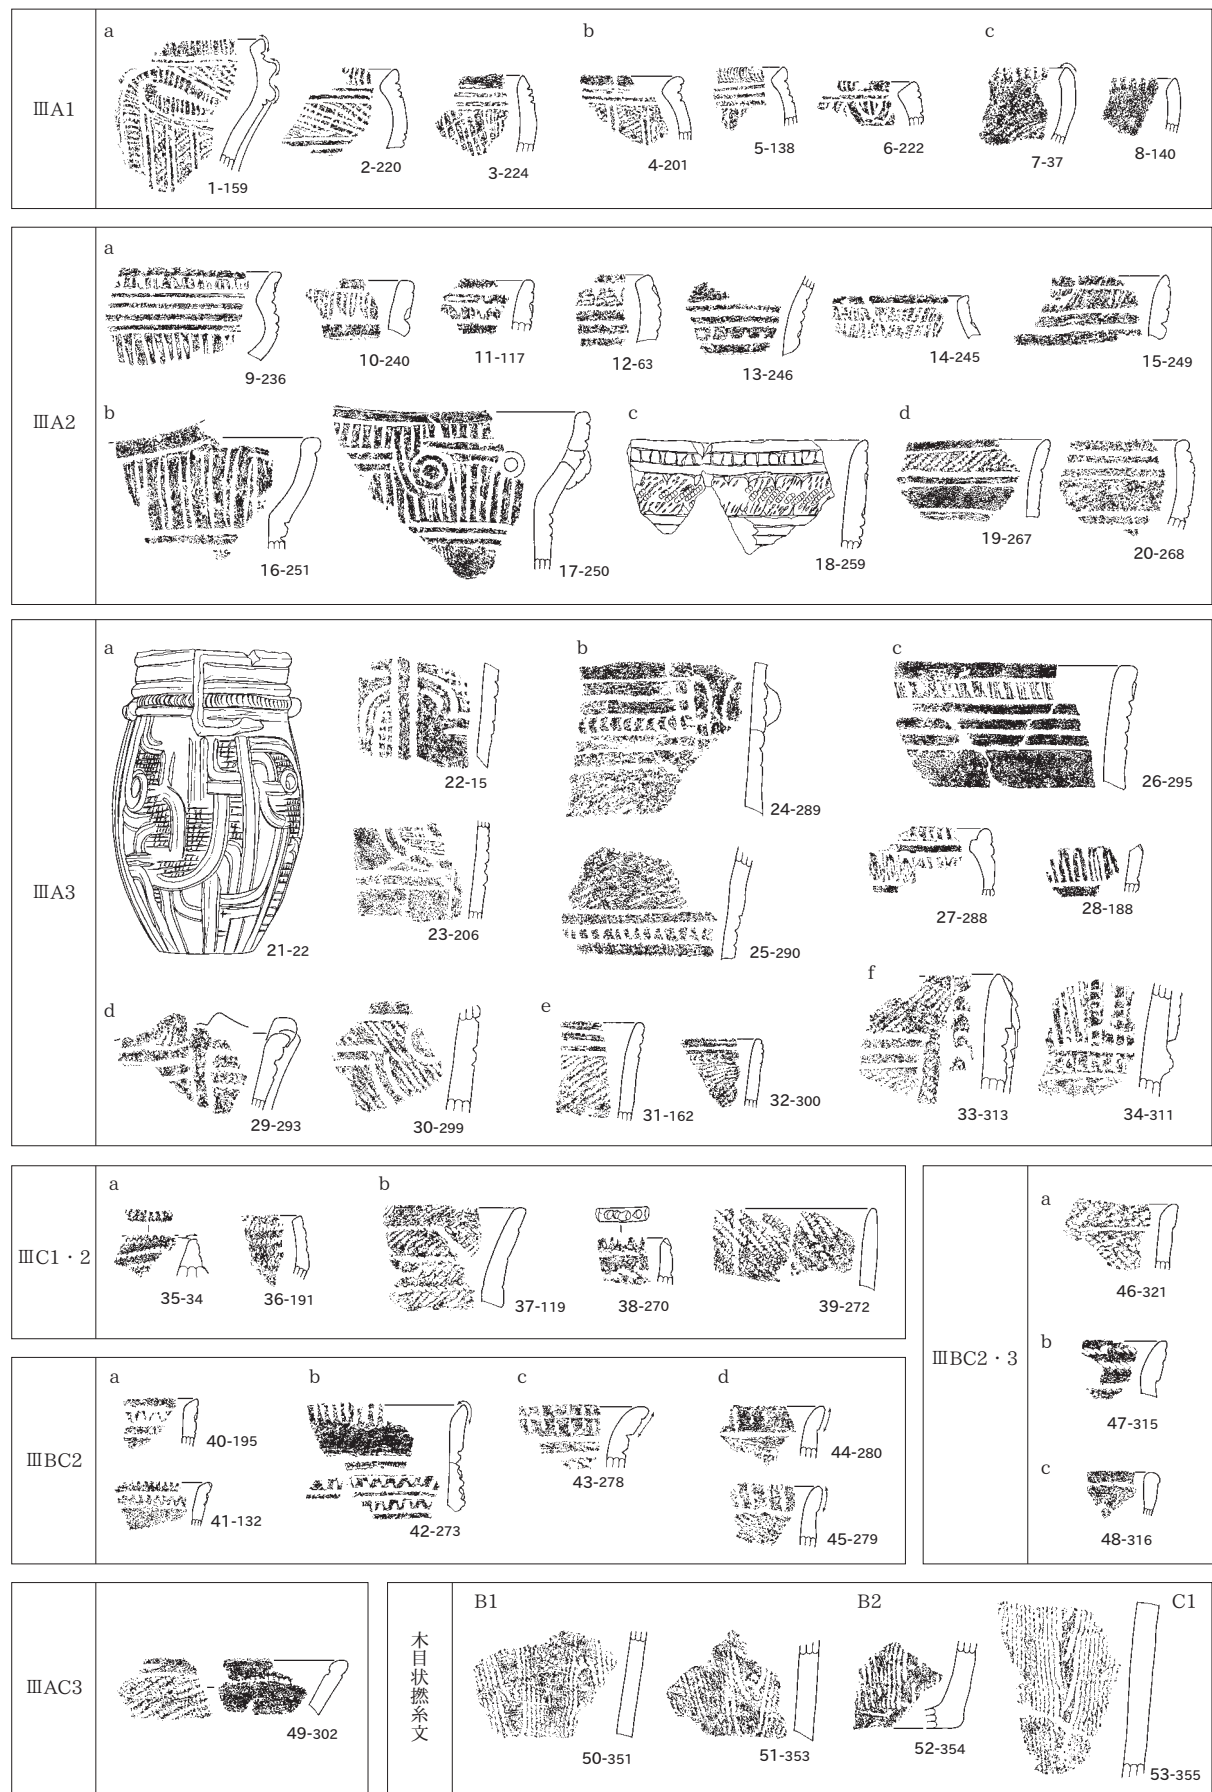 ⅢA1
a
b
c
1-159
2-220
3-224
4-201
5-138
6-222
7-37
8-140
ⅢA2
a
9-236
10-240
11-117
12-63
13-246
14-245
15-249
b
c
d
16-251
17-250
18-259
19-267
20-268
ⅢA3
a
b
c
21-22
22-15
23-206
24-289
25-290
26-295
27-288
28-188
d
e
f
29-293
30-299
31-162
32-300
33-313
34-311
ⅢC1・2
a
b
35-34
36-191
37-119
38-270
39-272
ⅢBC2・3
a
46-321
b
47-315
c
48-316
ⅢBC2
a
b
c
d
40-195
41-132
42-273
43-278
44-280
45-279
ⅢAC3
49-302
木目状撚糸文
B1
B2
C1
50-351
51-353
52-354
53-355